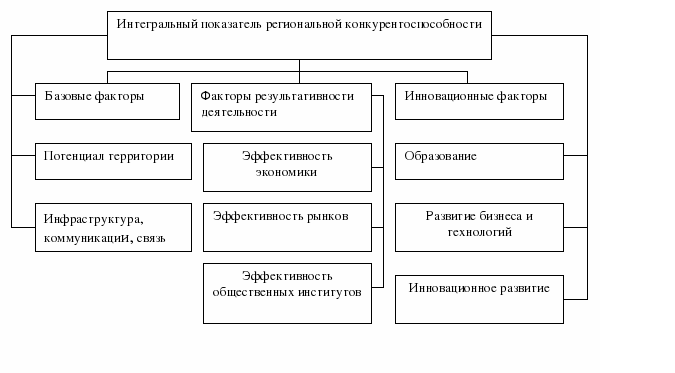 Интегральный показатель региональной конкурентоспособности
Базовые факторы
Факторы результативности
деятельности
Инновационные факторы
Потенциал территории
Эффективность
экономики
Образование
Инфраструктура,
коммуникаций, связь
Эффективность рынков
Развитие бизнеса и
технологий
Эффективность
общественных институтов
Инновационное развитие